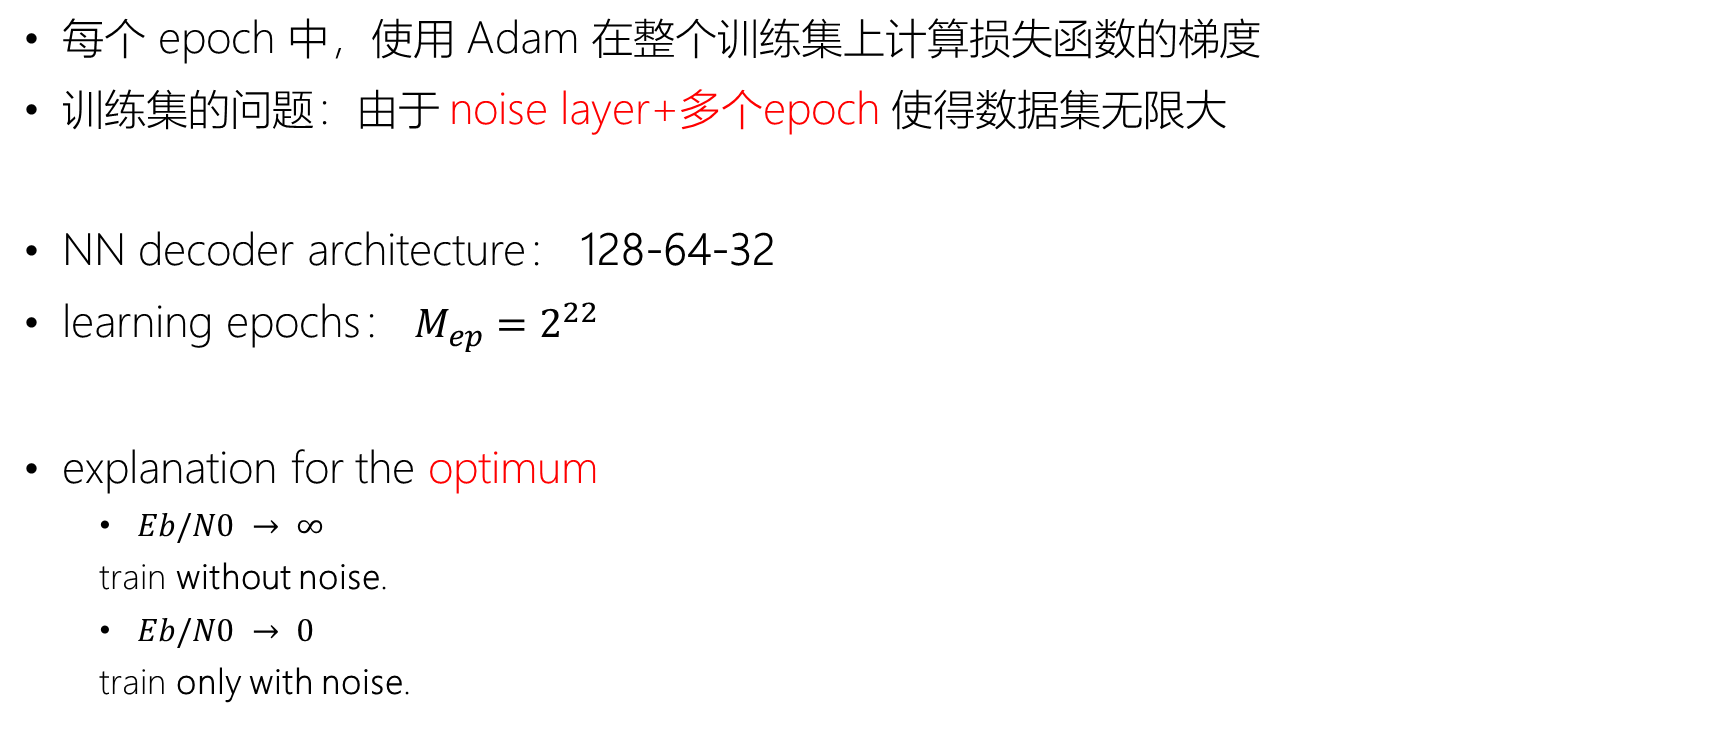 • 每个 epoch 中，使用 Adam 在整个训练集上计算损失函数的梯度
• 训练集的问题：由于 noise layer+多个epoch 使得数据集无限大
• NN decoder architecture： 128-64-32
• learning epochs： $M_{ep} = 2^{22}$
• explanation for the optimum
• Eb/N0 → ∞
train without noise.
• Eb/N0 → 0
train only with noise.